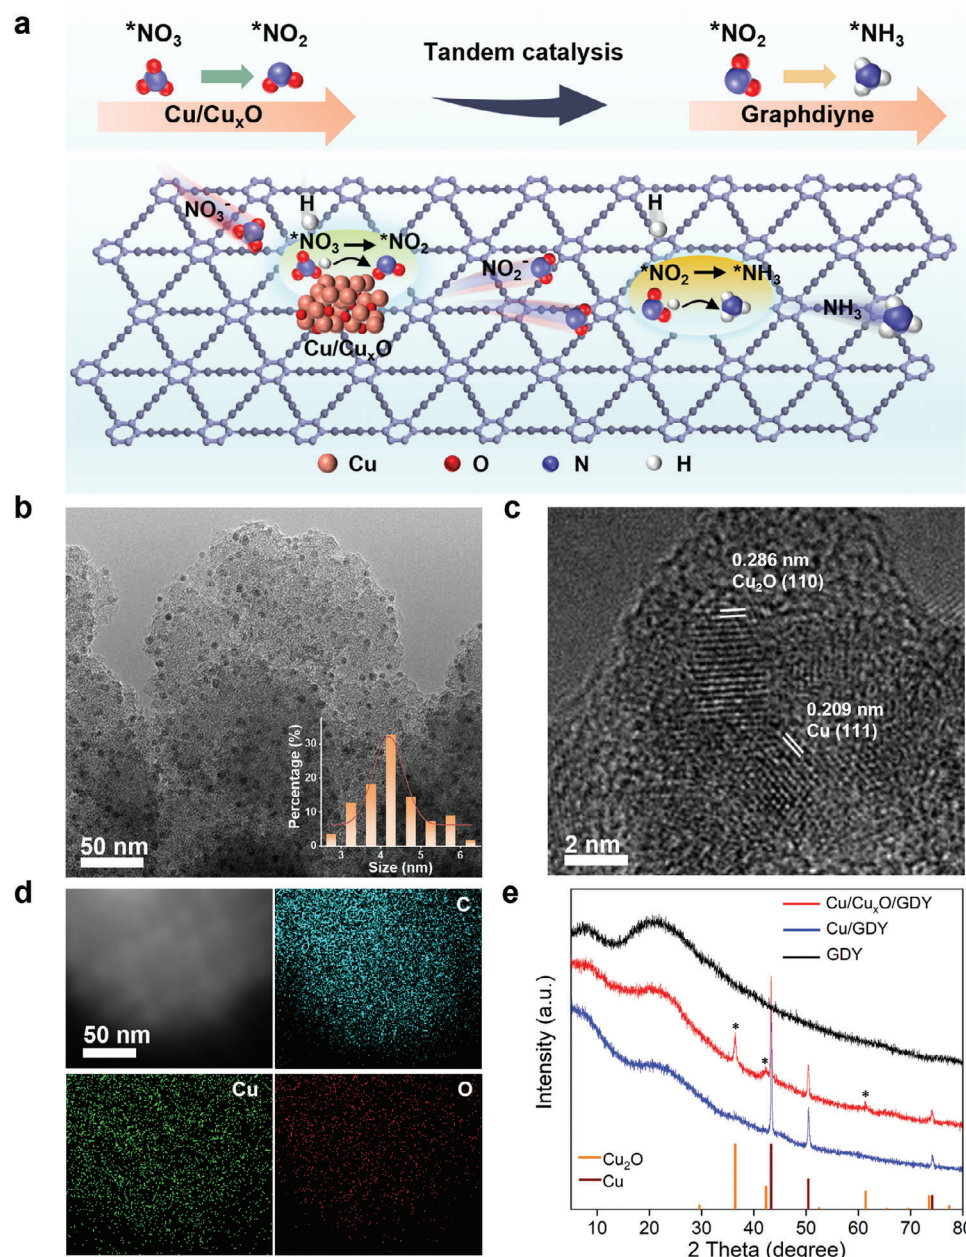 a
*NO₃ *NO₂
Cu/CuₓO
Tandem catalysis
*NO₂ *NH₃
Graphdiyne
NO₃⁻
H
*NO₃ *NO₂
Cu/CuₓO
NO₂⁻
H
*NO₂ *NH₃
NH₃
Cu O N H
b
50 nm
Percentage (%)
30
20
10
0
3 4 5 6
Size (nm)
c
0.286 nm
Cu₂O (110)
0.209 nm
Cu (111)
2 nm
d
50 nm
C
Cu
O
e
Cu/CuₓO/GDY
Cu/GDY
GDY
Intensity (a.u.)
* * *
Cu₂O
Cu
10 20 30 40 50 60 70 80
2 Theta (degree)